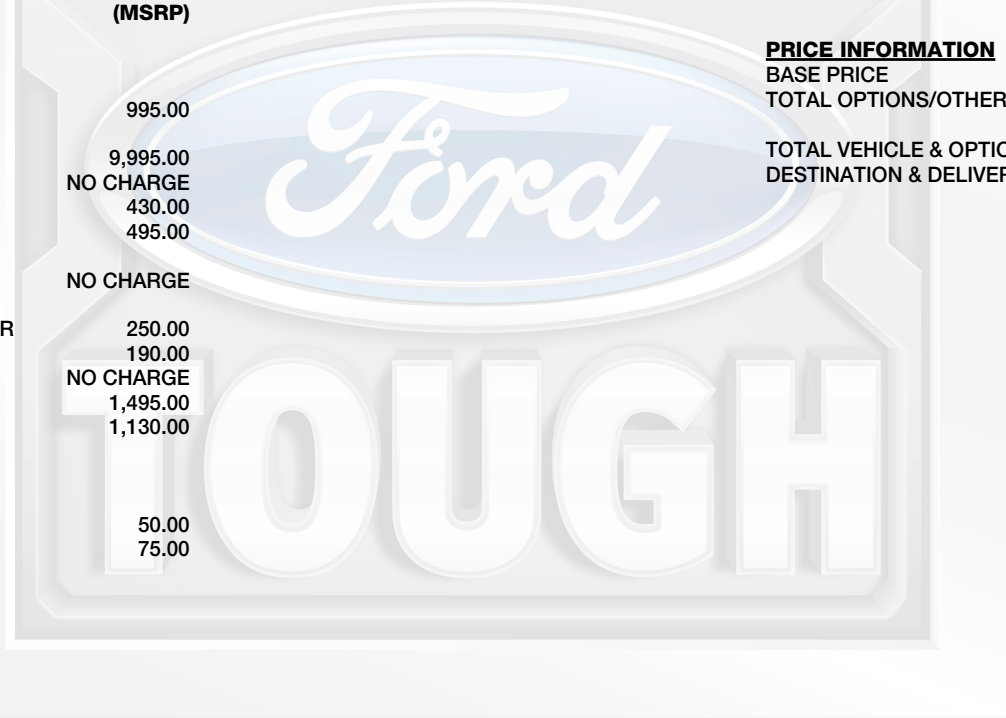 (MSRP)
995.00
9,995.00
NO CHARGE
430.00
495.00
NO CHARGE
R 250.00
190.00
NO CHARGE
1,495.00
1,130.00
50.00
75.00
PRICE INFORMATION
BASE PRICE
TOTAL OPTIONS/OTHER
TOTAL VEHICLE & OPTIO
DESTINATION & DELIVER
Ford
TOUGH